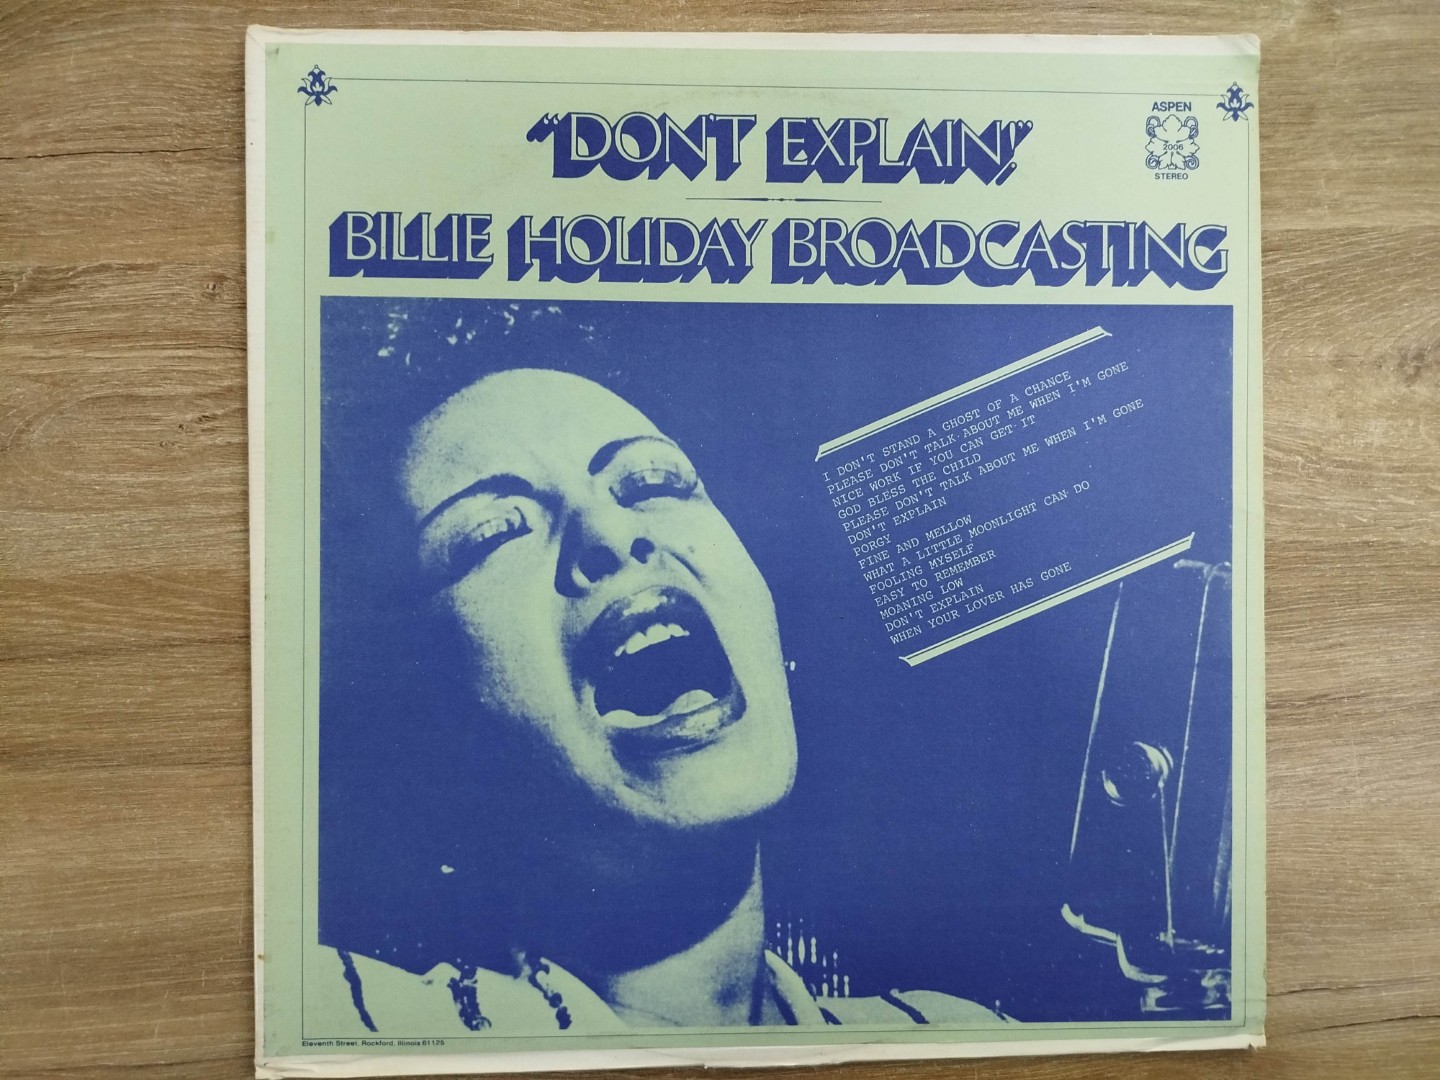 "DON'T EXPLAIN!"
ASPEN
2006
STEREO
BILLIE HOLIDAY BROADCASTING
I DON'T STAND A GHOST OF A CHANCE
PLEASE DON'T TALK ABOUT ME WHEN I'M GONE
NICE WORK IF YOU CAN GET IT
GOD BLESS THE CHILD
PLEASE DON'T TALK ABOUT ME WHEN I'M GONE
DON'T EXPLAIN
PORGY
FINE AND MELLOW
WHAT A LITTLE MOONLIGHT CAN DO
FOOLING MYSELF
EASY TO REMEMBER
MOANING LOW
DON'T EXPLAIN
WHEN YOUR LOVER HAS GONE
Eleventh Street, Rockford, Illinois 61125